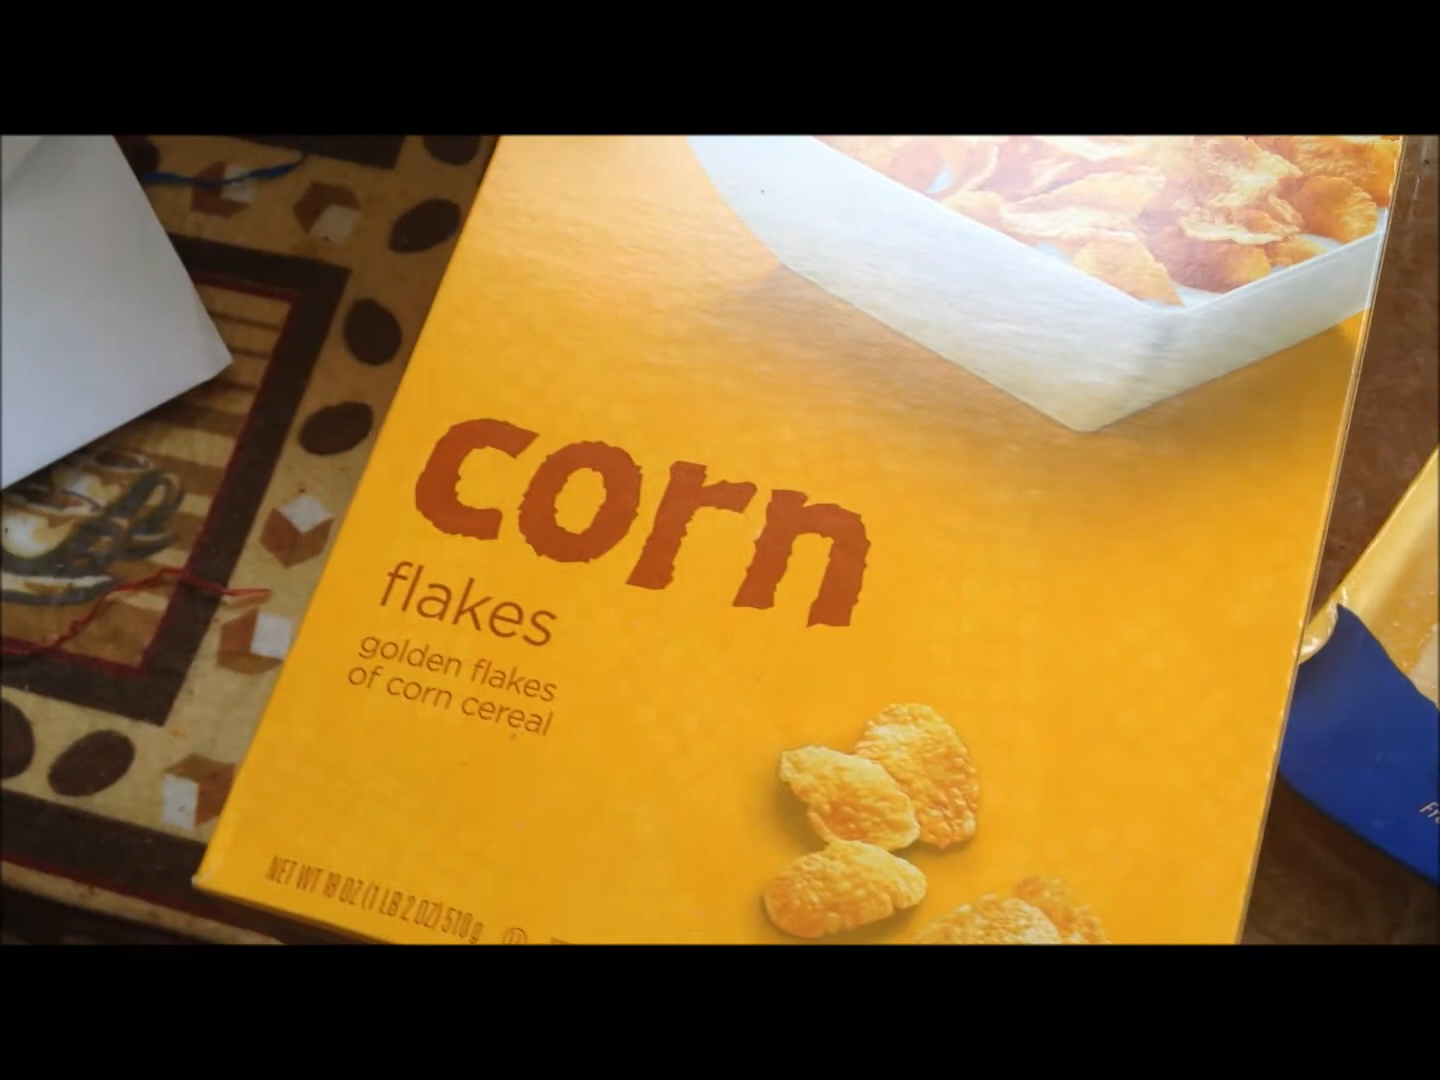 corn
flakes
golden flakes
of corn cereal
NET WT 18 OZ (1 LB 2 OZ) 510g